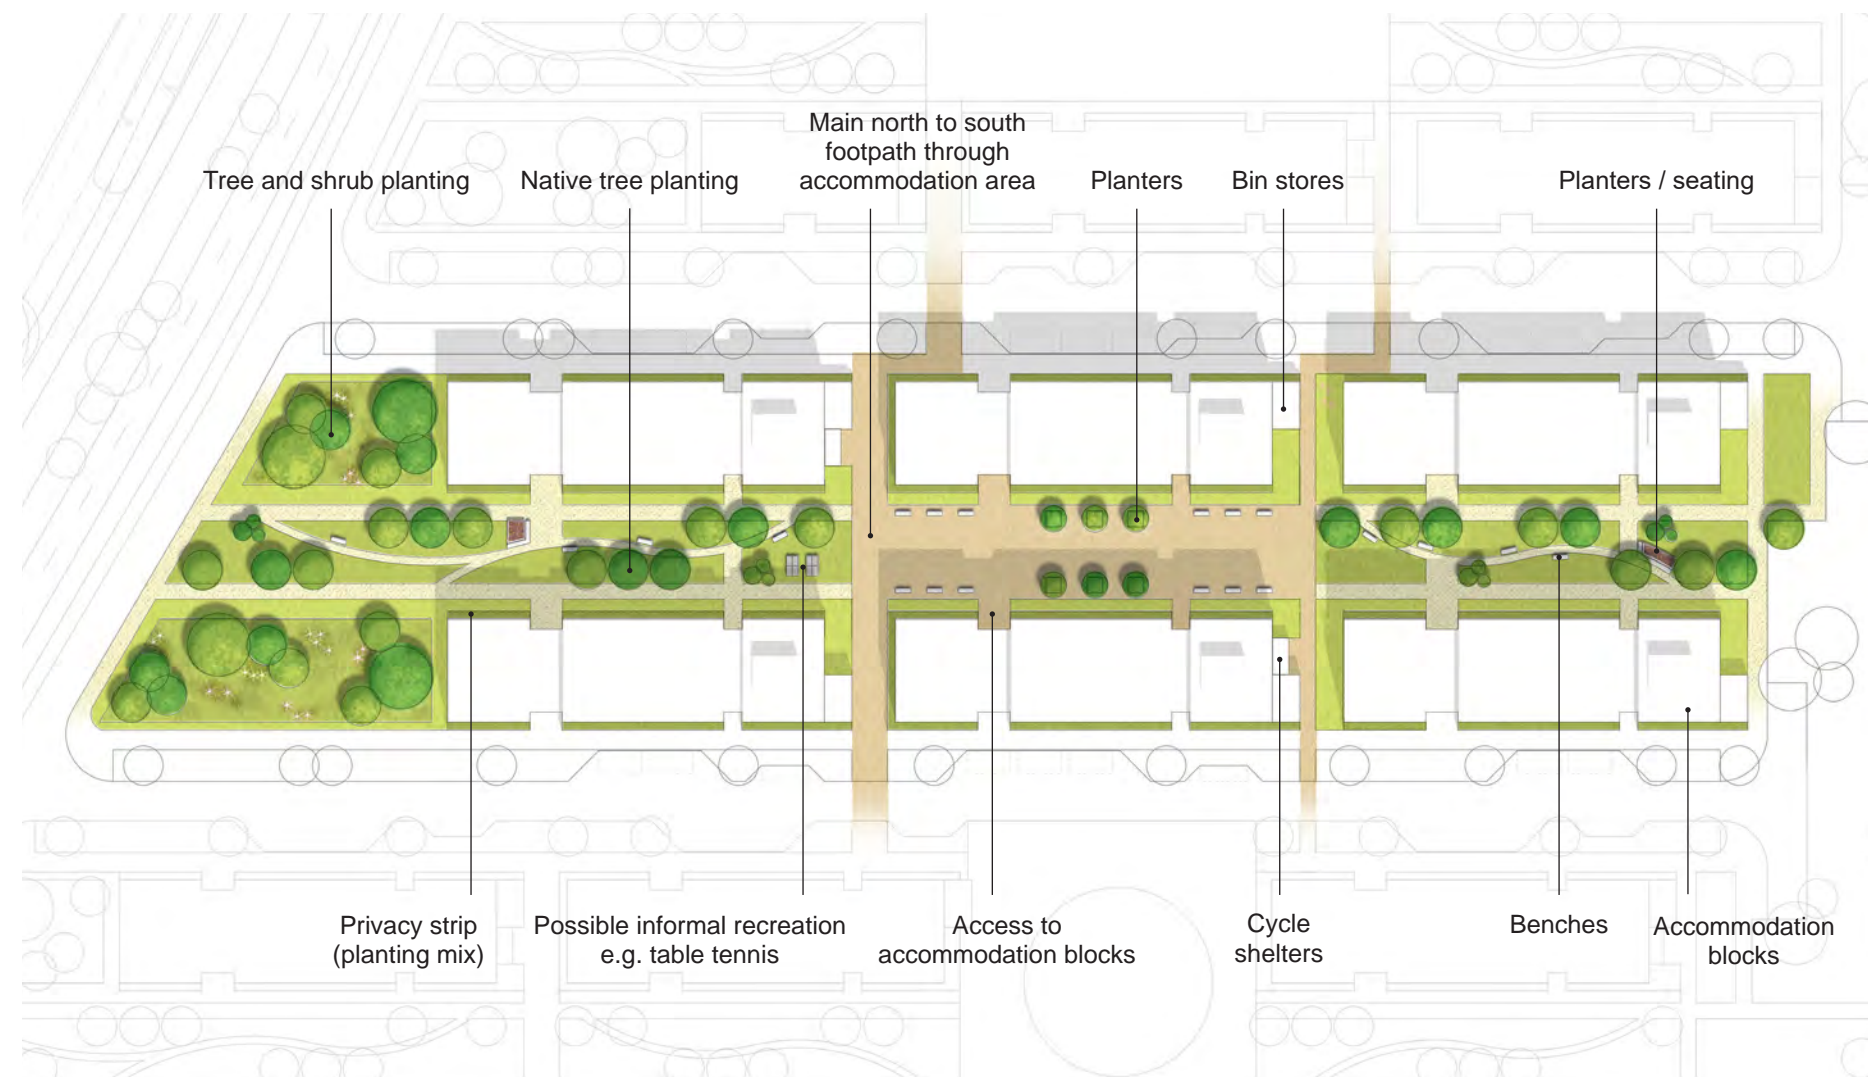 Main north to south
footpath through
accommodation area
Tree and shrub planting
Native tree planting
Planters
Bin stores
Planters / seating
Privacy strip
(planting mix)
Possible informal recreation
e.g. table tennis
Access to
accommodation blocks
Cycle
shelters
Benches
Accommodation
blocks